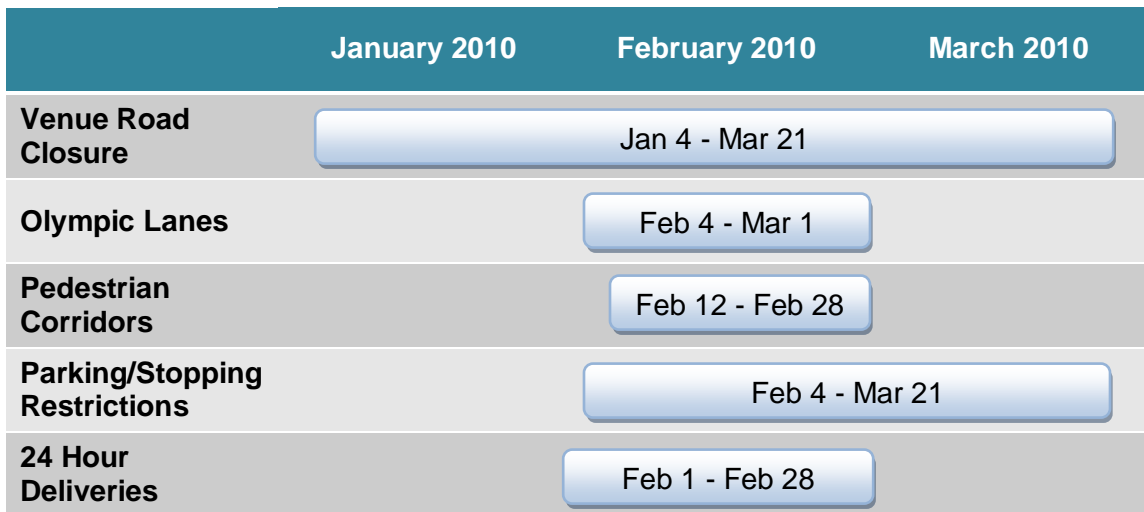 January 2010 February 2010 March 2010
Venue Road
Closure
Jan 4 - Mar 21
Olympic Lanes
Feb 4 - Mar 1
Pedestrian
Corridors
Feb 12 - Feb 28
Parking/Stopping
Restrictions
Feb 4 - Mar 21
24 Hour
Deliveries
Feb 1 - Feb 28